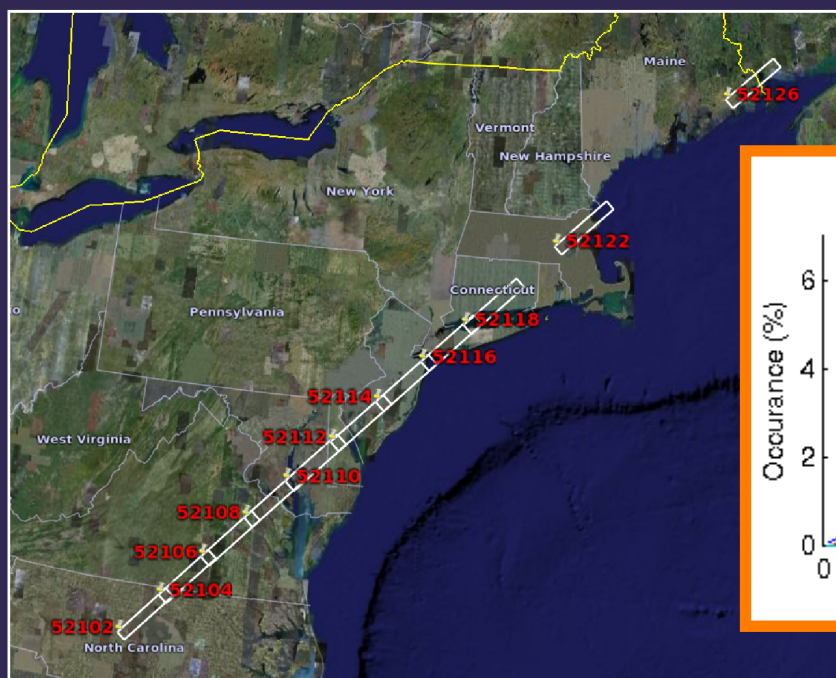 Maine
52126
Vermont
New Hampshire
New York
52122
Connecticut
52118
Pennsylvania
52116
52114
52112
West Virginia
52110
52108
52106
52104
52102
North Carolina
o
Occurance (%)
6
4
2
0
0